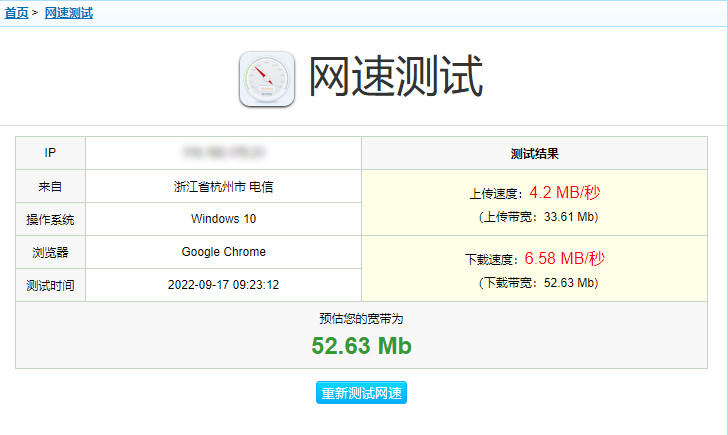 首页 > 网速测试
网速测试
IP
测试结果
来自 浙江省杭州市 电信
上传速度：4.2 MB/秒
(上传带宽：33.61 Mb)
操作系统 Windows 10
浏览器 Google Chrome
下载速度：6.58 MB/秒
(下载带宽：52.63 Mb)
测试时间 2022-09-17 09:23:12
预估您的宽带为
52.63 Mb
重新测试网速